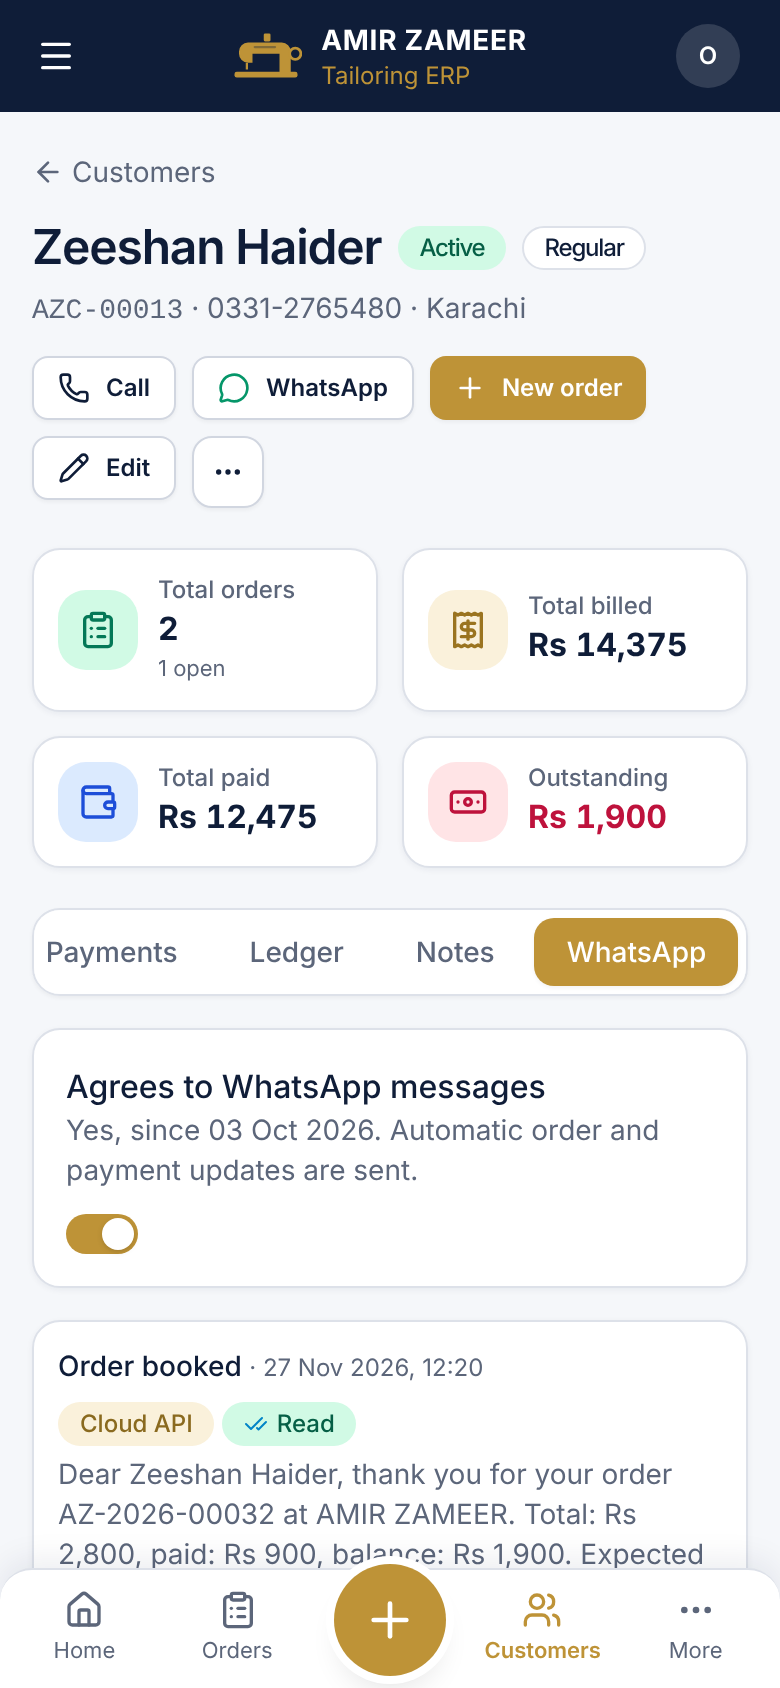 AMIR ZAMEER
Tailoring ERP
O
Customers
Zeeshan Haider Active Regular
AZC-00013 · 0331-2765480 · Karachi
Call WhatsApp New order
Edit
Total orders
2
1 open
Total billed
Rs 14,375
Total paid
Rs 12,475
Outstanding
Rs 1,900
Payments Ledger Notes WhatsApp
Agrees to WhatsApp messages
Yes, since 03 Oct 2026. Automatic order and
payment updates are sent.
Order booked · 27 Nov 2026, 12:20
Cloud API Read
Dear Zeeshan Haider, thank you for your order
AZ-2026-00032 at AMIR ZAMEER. Total: Rs
2,800, paid: Rs 900, balance: Rs 1,900. Expected
Home Orders Customers More